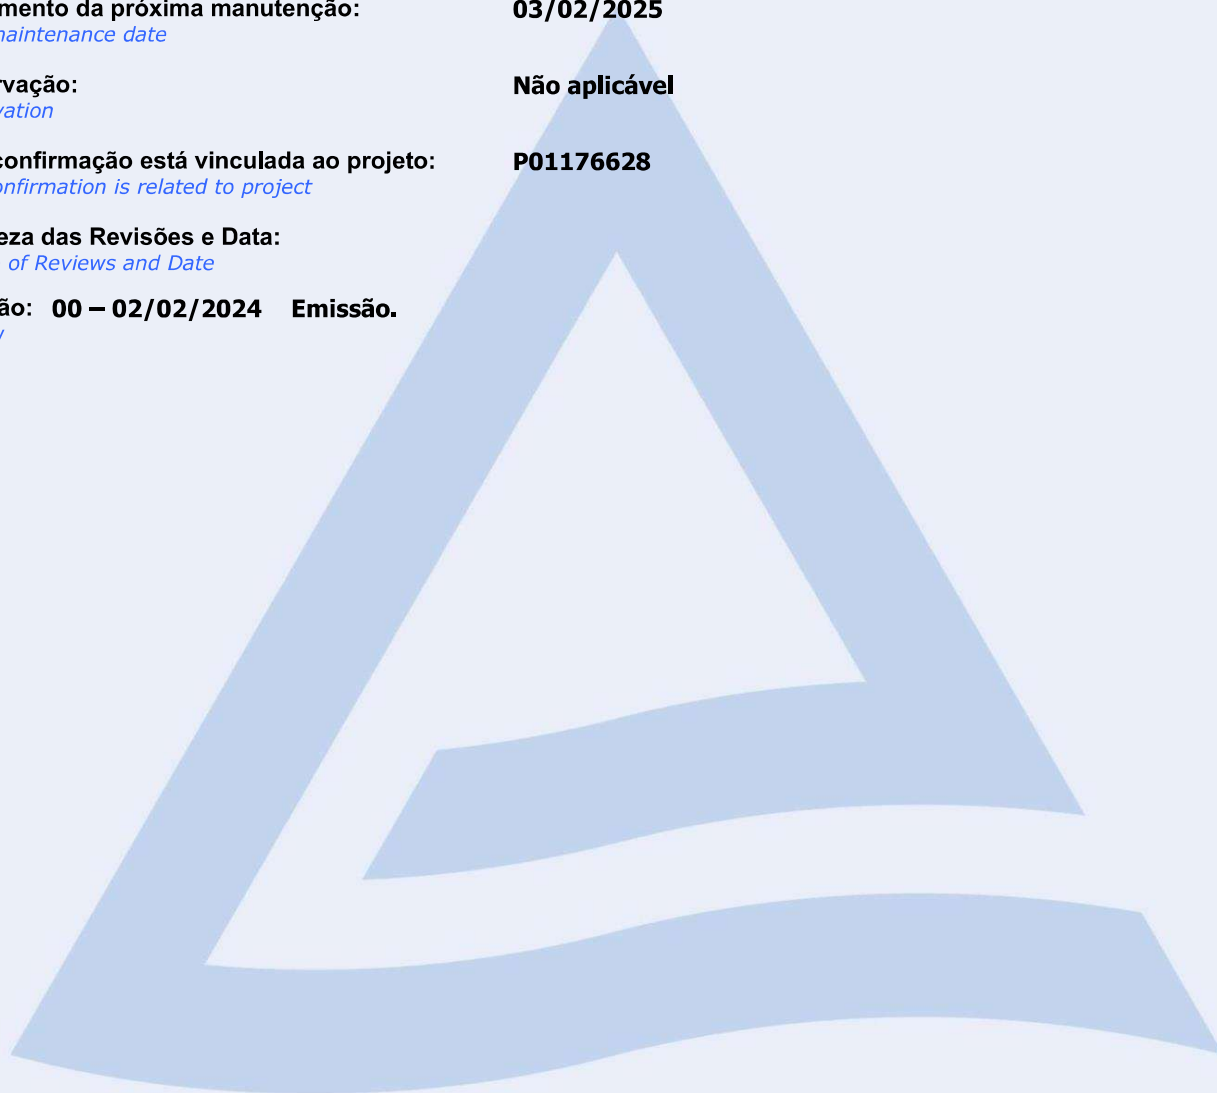 mento da próxima manutenção: 03/02/2025
maintenance date
rvação: Não aplicável
vation
confirmação está vinculada ao projeto: P01176628
onfirmation is related to project
eza das Revisões e Data:
of Reviews and Date
ão: 00 – 02/02/2024 Emissão.